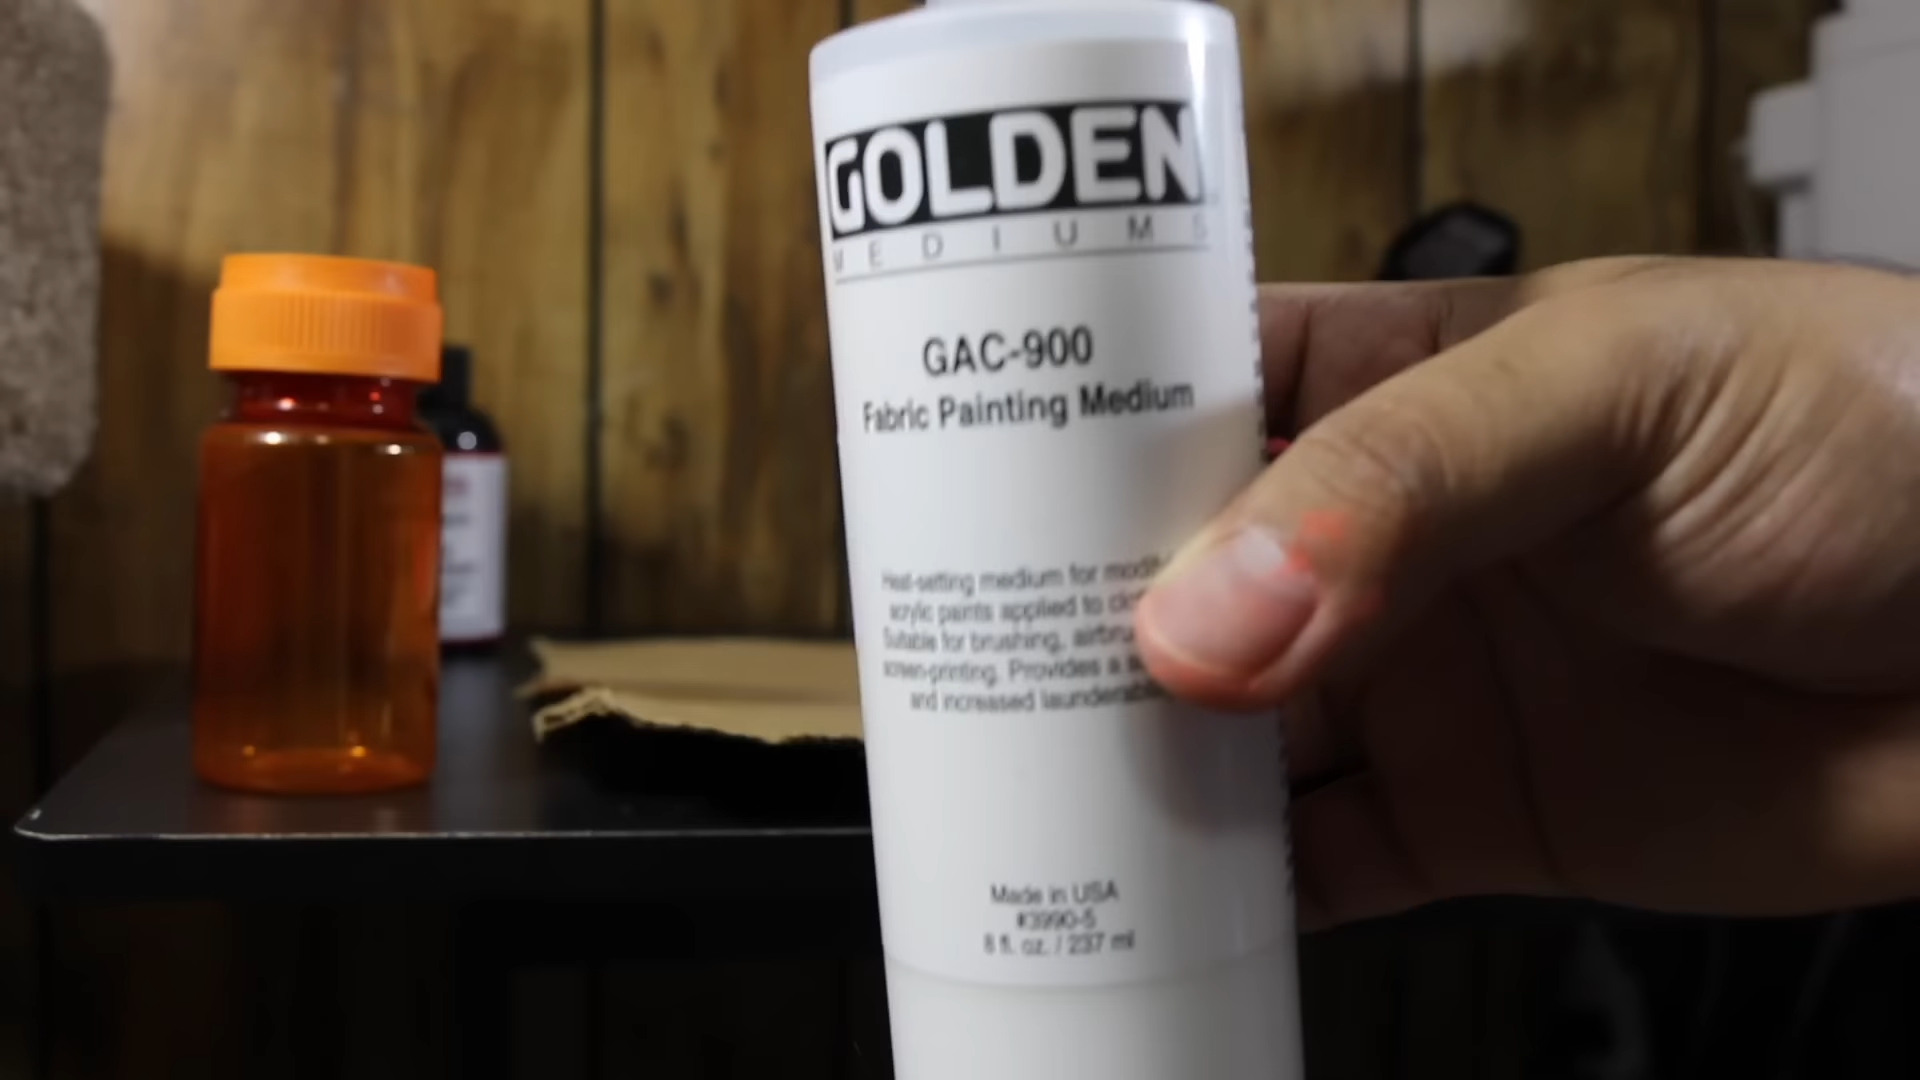 GOLDEN
MEDIUMS
GAC-900
Fabric Painting Medium
Heat-setting medium for
acrylic paints applied to
Suitable for brushing,
screen-printing. Provides a
and increased
Made in USA
#3990-5
8 fl. oz. / 237 ml